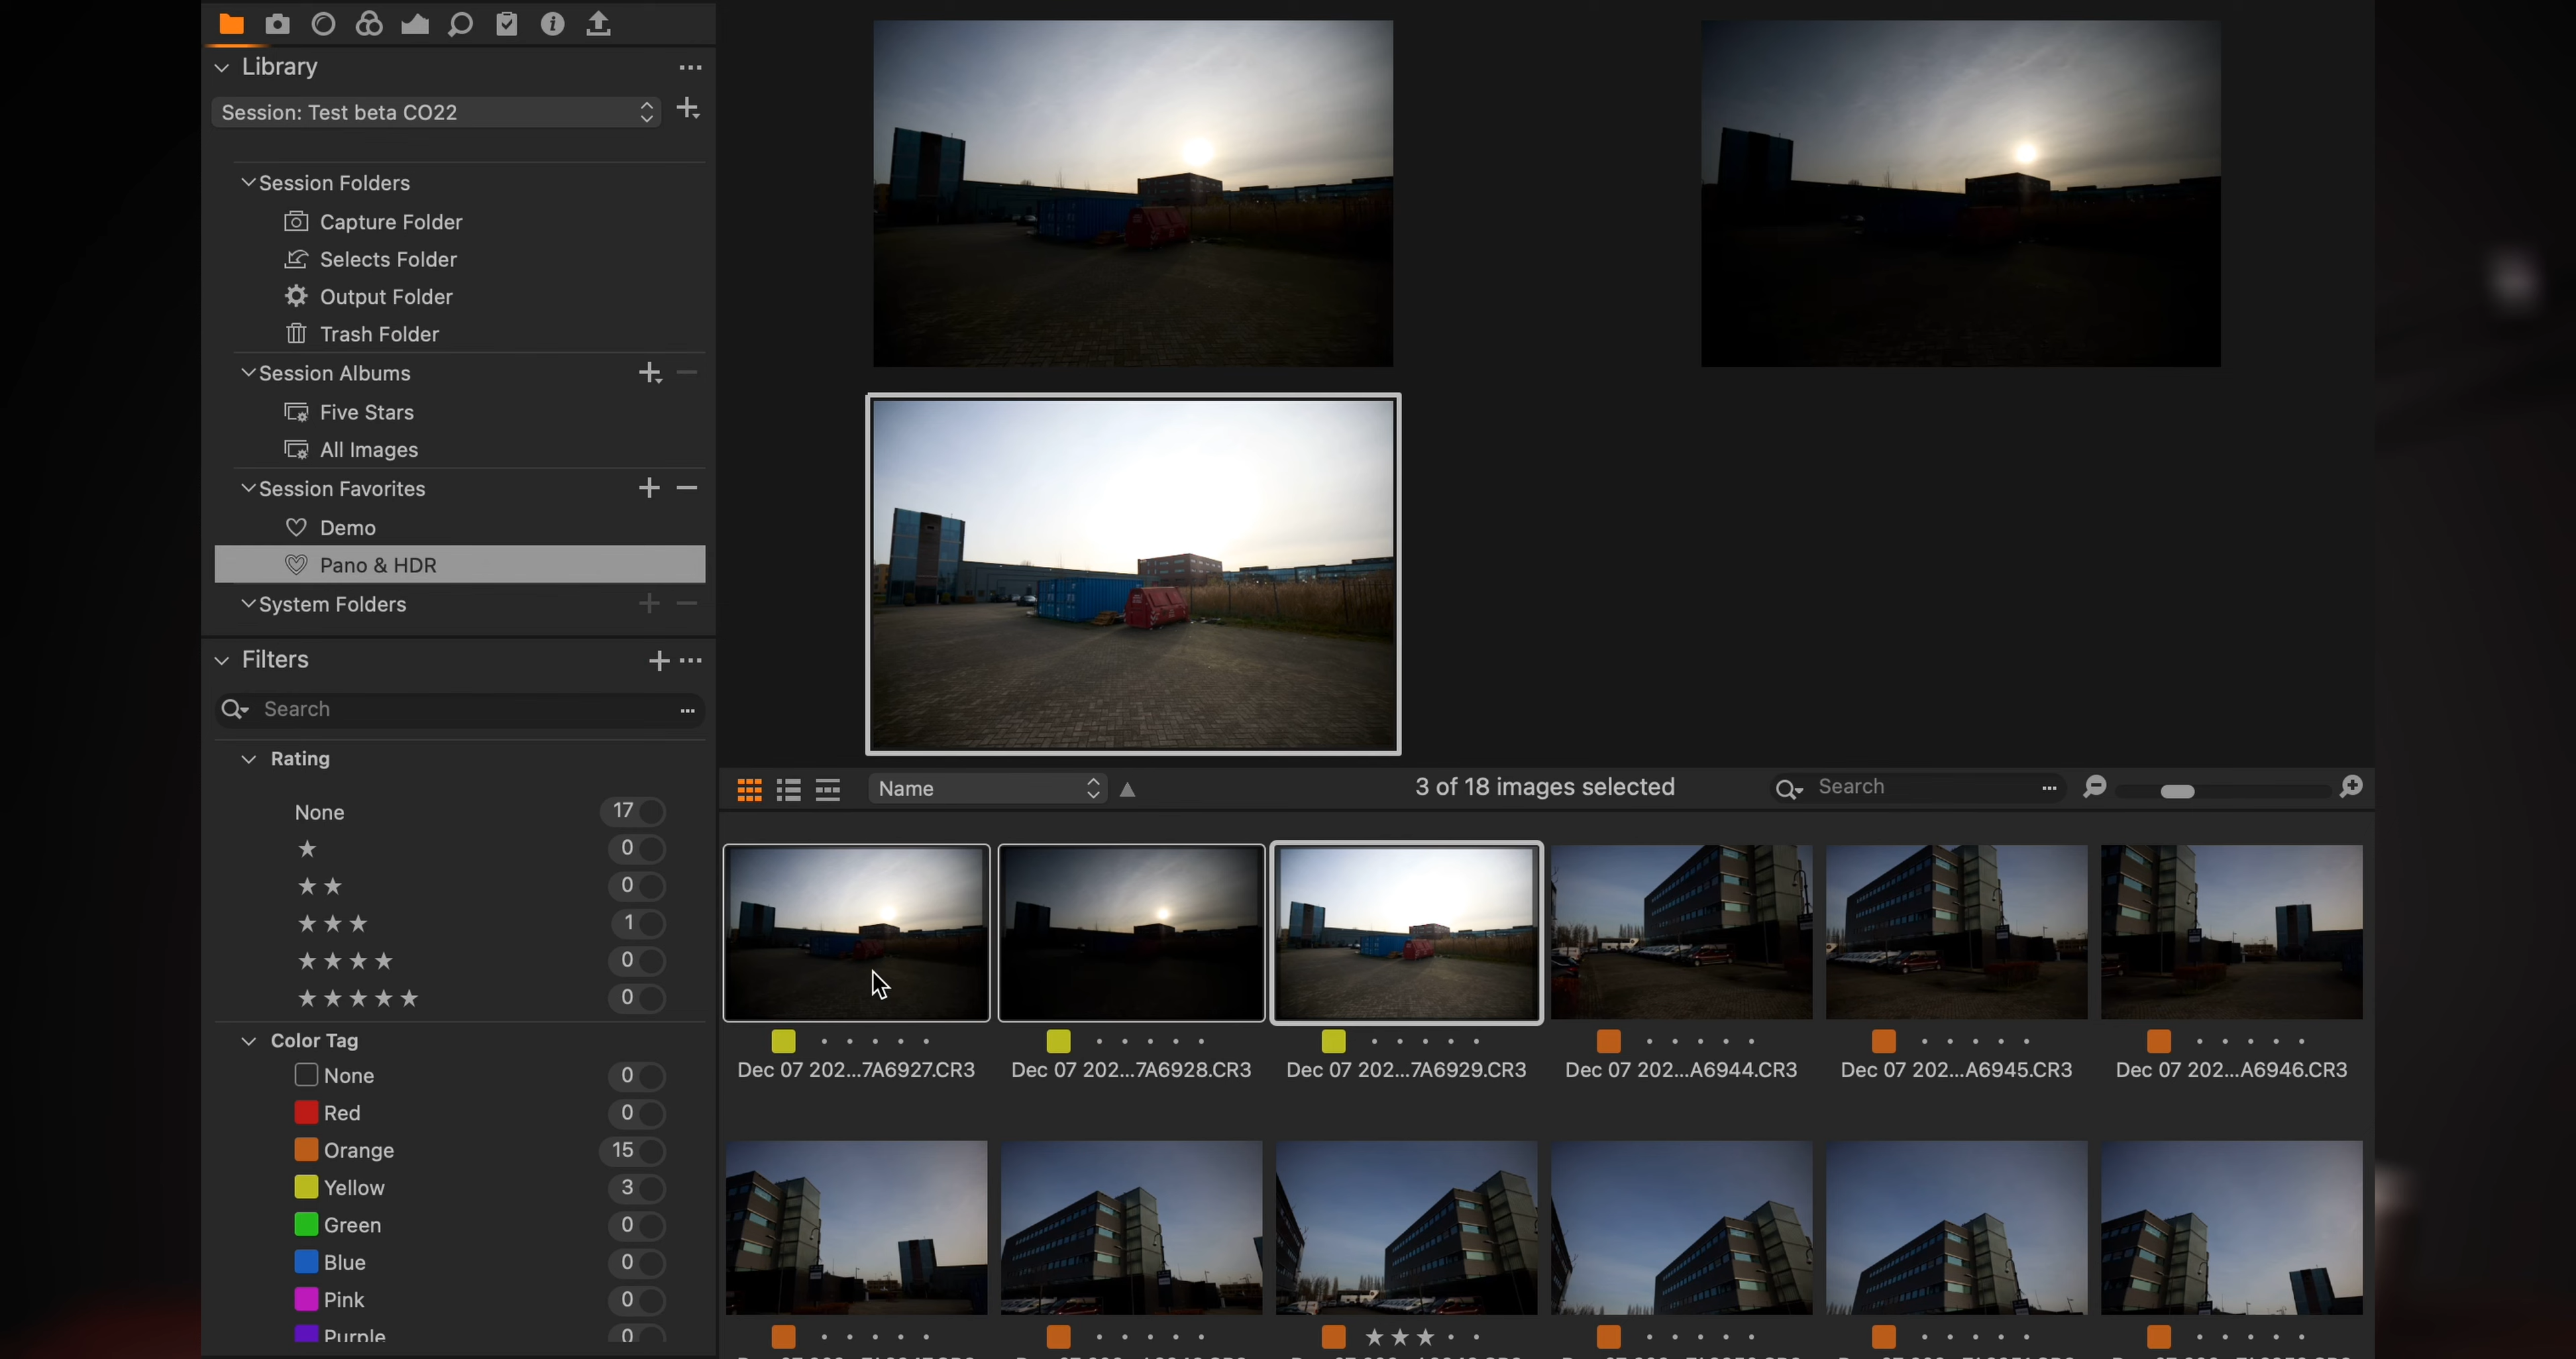 Library
Session: Test beta CO22
Session Folders
Capture Folder
Selects Folder
Output Folder
Trash Folder
Session Albums
Five Stars
All Images
Session Favorites
Demo
Pano & HDR
System Folders
Filters
Search
Rating
None 17
0
0
1
0
0
Color Tag
None 0
Red 0
Orange 15
Yellow 3
Green 0
Blue 0
Pink 0
Purple 0
Name 3 of 18 images selected Search
Dec 07 202...7A6927.CR3 Dec 07 202...7A6928.CR3 Dec 07 202...7A6929.CR3 Dec 07 202...A6944.CR3 Dec 07 202...A6945.CR3 Dec 07 202...A6946.CR3